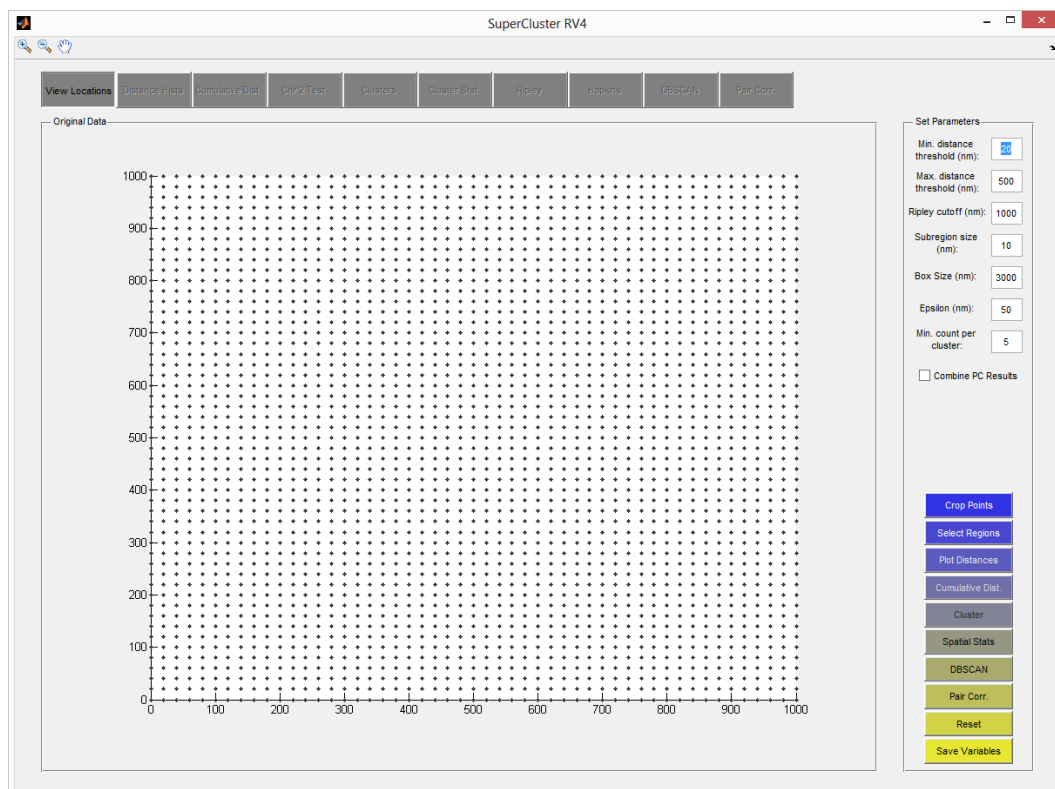 SuperCluster RV4
View Locations
Distance Hists
Cumulative Dist.
Chi^2 Test
Clusters
Cluster Stat.
Ripley
Hopkins
DBSCAN
Pair Corr.
Original Data
1000
900
800
700
600
500
400
300
200
100
0
0 100 200 300 400 500 600 700 800 900 1000
Set Parameters
Min. distance
threshold (nm):
20
Max. distance
threshold (nm):
500
Ripley cutoff (nm): 1000
Subregion size
(nm):
10
Box Size (nm): 3000
Epsilon (nm): 50
Min. count per
cluster:
5
Combine PC Results
Crop Points
Select Regions
Plot Distances
Cumulative Dist.
Cluster
Spatial Stats
DBSCAN
Pair Corr.
Reset
Save Variables